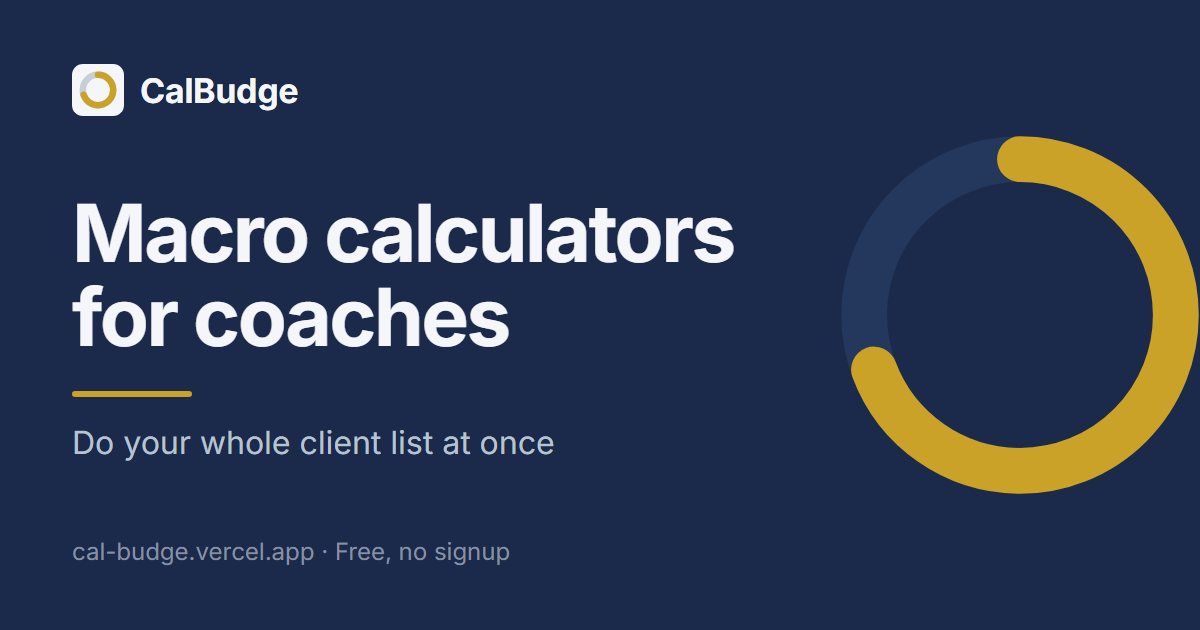 CalBudge
Macro calculators
for coaches
Do your whole client list at once
cal-budge.vercel.app · Free, no signup